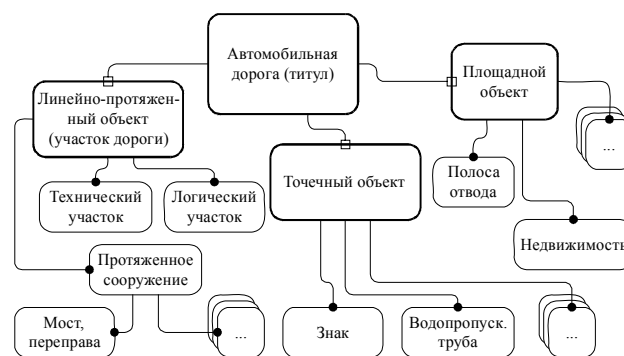 Автомобильная
дорога (титул)
Линейно-протяжен-
ный объект
(участок дороги)
Площадной
объект
...
Технический
участок
Логический
участок
Точечный объект
Полоса
отвода
Недвижимость
Протяженное
сооружение
Мост,
переправа
...
Знак
Водопропуск.
труба
...